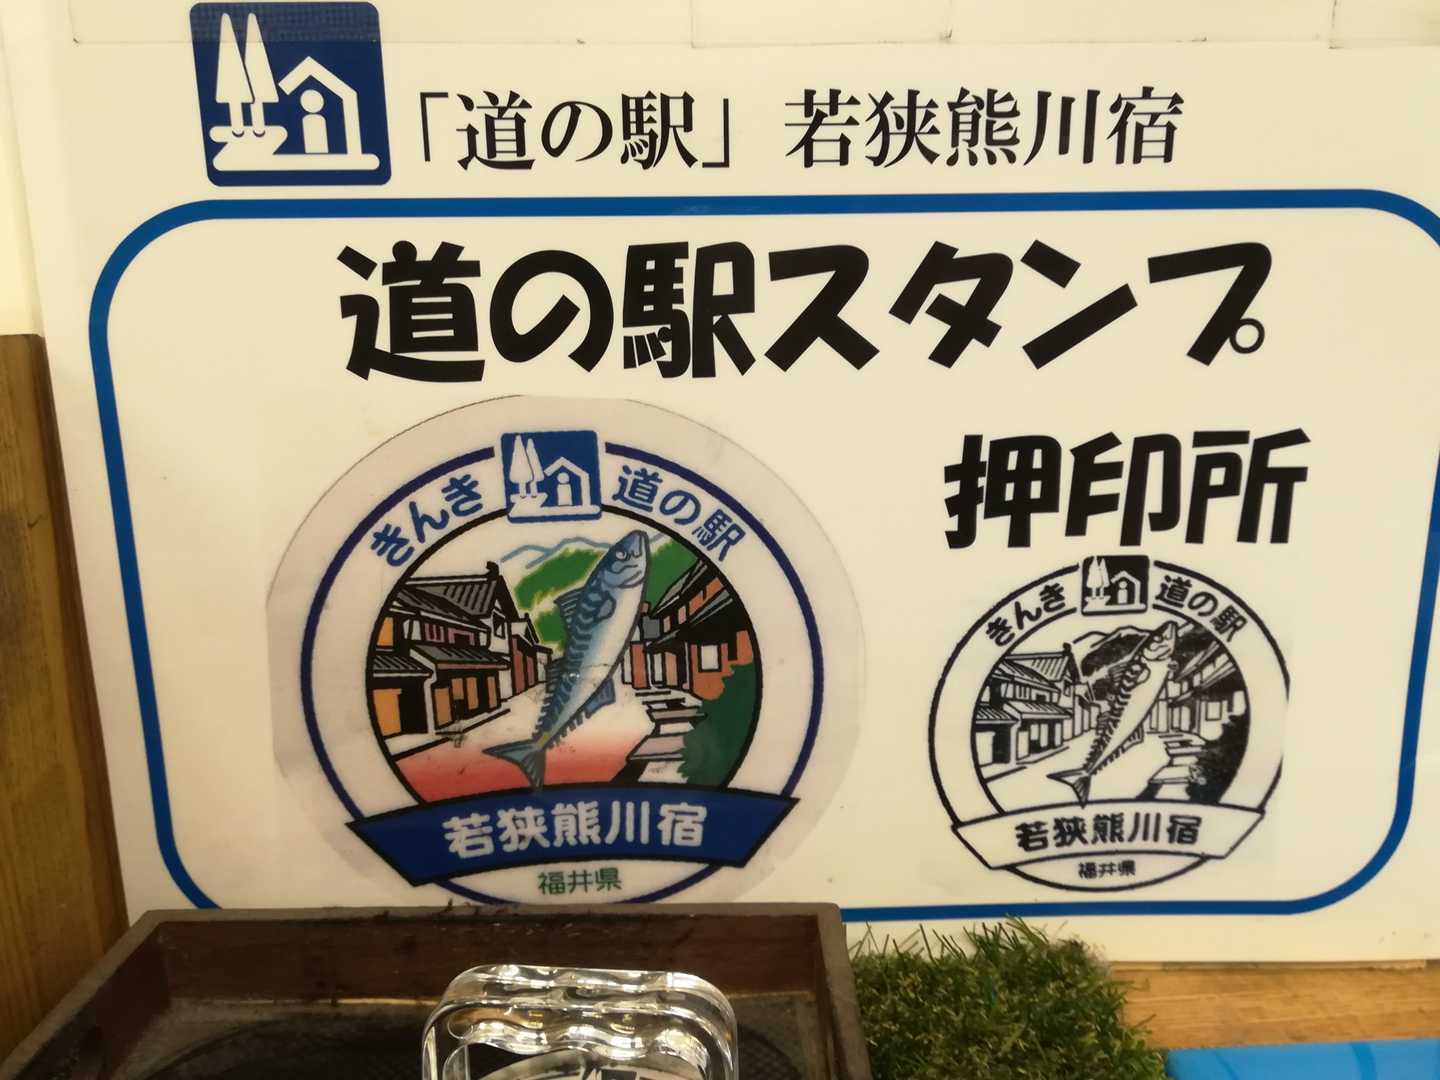 「道の駅」若狭熊川宿
道の駅スタンプ
押印所
きんき 道の駅
若狭熊川宿
福井県
きんき 道の駅
若狭熊川宿
福井県